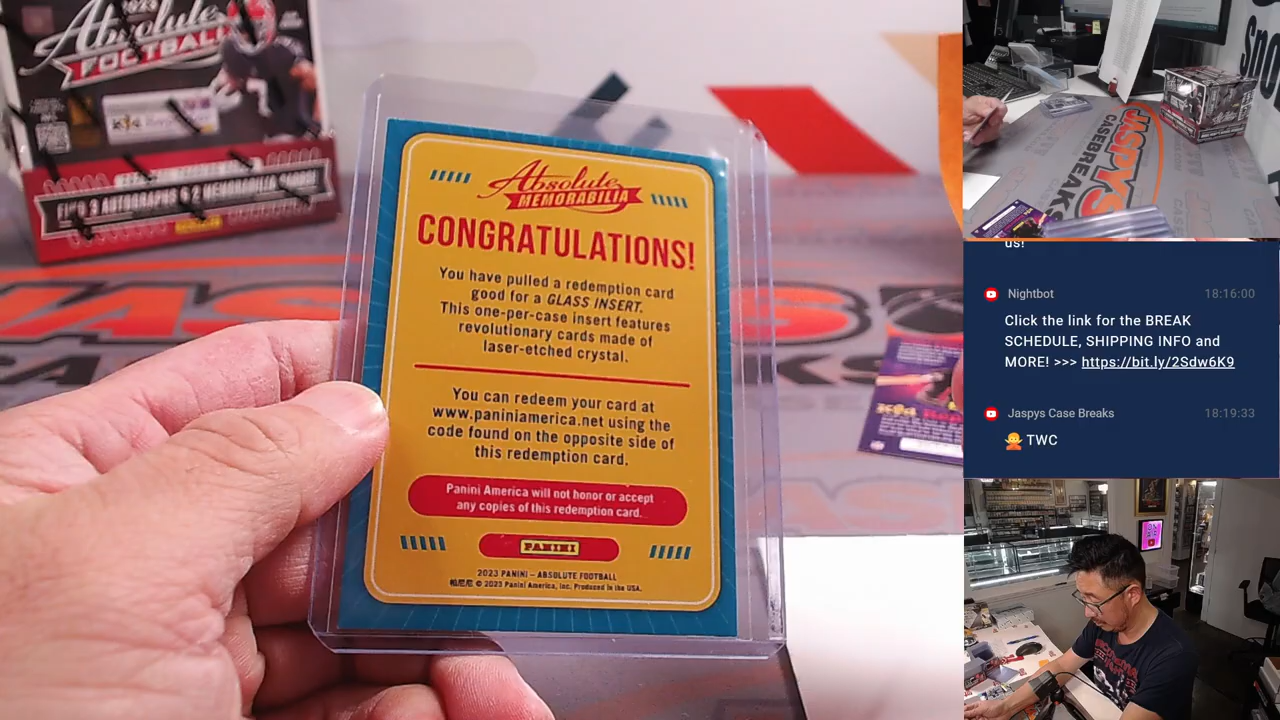 2023
Absolute
FOOTBALL
Absolute
MEMORABILIA
CONGRATULATIONS!
You have pulled a redemption card
good for a GLASS INSERT.
This one-per-case insert features
revolutionary cards made of
laser-etched crystal.
You can redeem your card at
www.paniniamerica.net using the
code found on the opposite side of
this redemption card.
Panini America will not honor or accept
any copies of this redemption card.
PANINI
2023 PANINI – ABSOLUTE FOOTBALL
© 2023 Panini America, Inc. Produced in the USA.
JASPYS
CASEBREAKS
us!
Nightbot 18:16:00
Click the link for the BREAK
SCHEDULE, SHIPPING INFO and
MORE! >>> https://bit.ly/2Sdw6K9
Jaspys Case Breaks 18:19:33
TWC